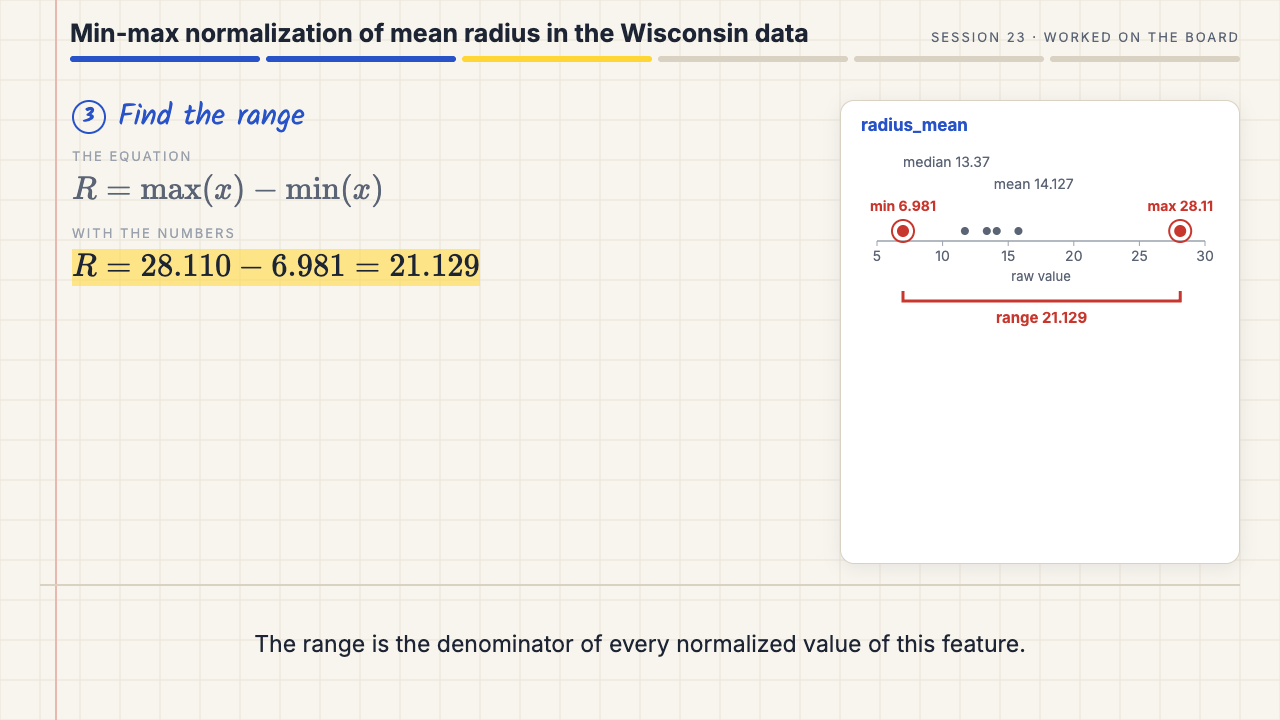 Min-max normalization of mean radius in the Wisconsin data
SESSION 23 · WORKED ON THE BOARD
3 Find the range
THE EQUATION
R = max(x) − min(x)
WITH THE NUMBERS
R = 28.110 − 6.981 = 21.129
radius_mean
median 13.37
mean 14.127
min 6.981
max 28.11
5 10 15 20 25 30
raw value
range 21.129
The range is the denominator of every normalized value of this feature.